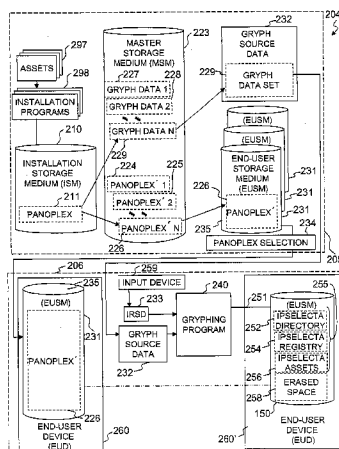 297
ASSETS
298
INSTALLATION
PROGRAMS
210
INSTALLATION
STORAGE
MEDIUM (ISM)
211
PANOPLEX
MASTER
STORAGE
MEDIUM (MSM)
223
227
GRYPH DATA 1
228
GRYPH DATA 2
GRYPH DATA N
229
224
225
PANOPLEX' 1
PANOPLEX' 2
PANOPLEX' N
226
232
204
GRYPH
SOURCE
DATA
229
GRYPH
DATA SET
(EUSM)
(EUSM)
END-USER
STORAGE
MEDIUM
(EUSM)
226
231
231
PANOPLEX'
231
235
234
PANOPLEX SELECTION
206
259
205
235
INPUT DEVICE
240
251
255
(EUSM)
231
233
IRSD
GRYPHING
PROGRAM
(EUSM)
252
IPSELECTA
DIRECTORY
PANOPLEX'
GRYPH
SOURCE
DATA
254
IPSELECTA
REGISTRY
232
256
IPSELECTA
ASSETS
258
ERASED
SPACE
226
150
END-USER
DEVICE
(EUD)
260
260'
END-USER
DEVICE
(EUD)